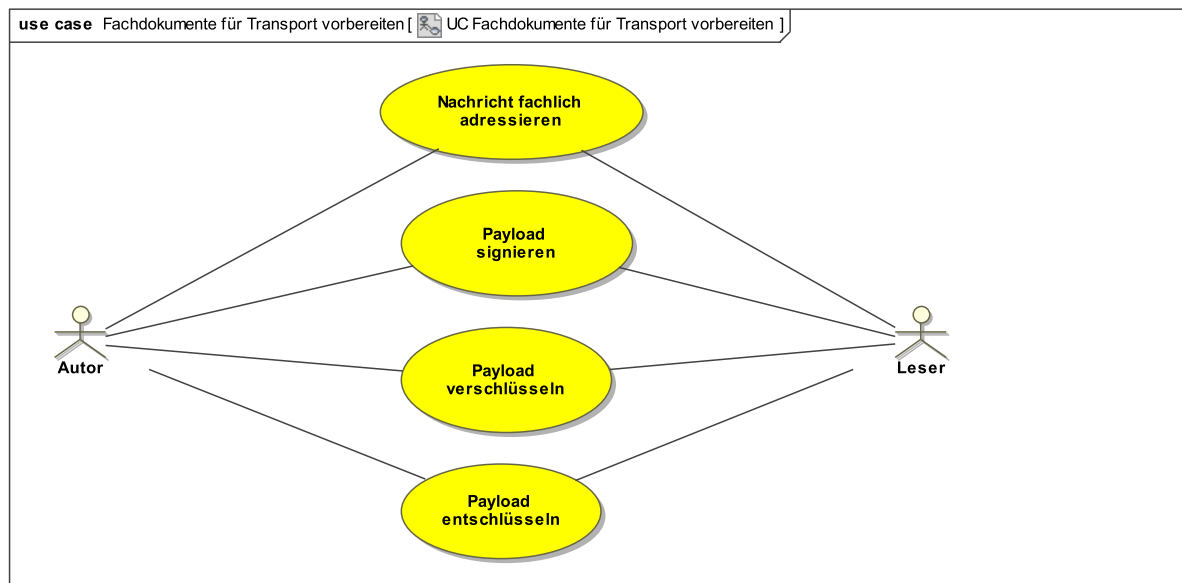 use case Fachdokumente für Transport vorbereiten [ UC Fachdokumente für Transport vorbereiten ]
Nachricht fachlich
adressieren
Payload
signieren
Autor
Leser
Payload
verschlüsseln
Payload
entschlüsseln